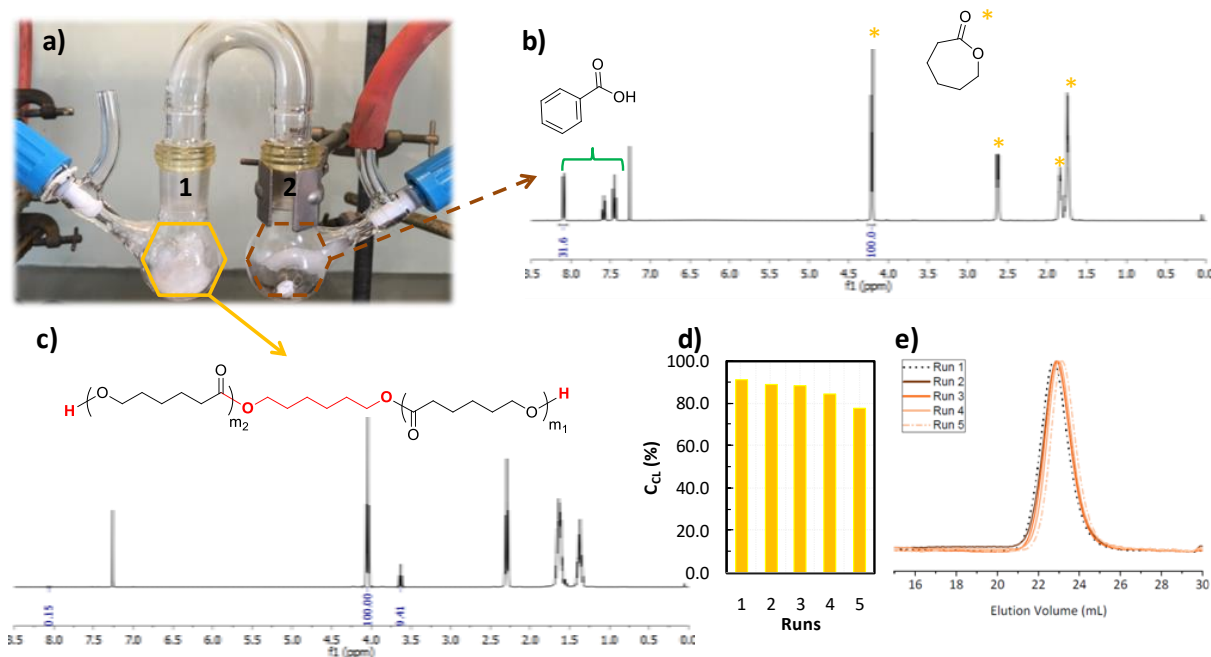 a)
1
2
b)
O
OH
*
*
O
O
*
*
*
31.6
100.0
8.5 8.0 7.5 7.0 6.5 6.0 5.5 5.0 4.5 4.0 3.5 3.0 2.5 2.0 1.5 1.0 0.5 0.0
f1 (ppm)
c)
H
O
O
m2
O
O
O
O
m1
H
0.15
100.00
9.41
8.5 8.0 7.5 7.0 6.5 6.0 5.5 5.0 4.5 4.0 3.5 3.0 2.5 2.0 1.5 1.0 0.5 0.0
f1 (ppm)
d)
100.0
80.0
60.0
40.0
20.0
0.0
CCL (%)
1 2 3 4 5
Runs
e)
Run 1
Run 2
Run 3
Run 4
Run 5
16 18 20 22 24 26 28 30
Elution Volume (mL)